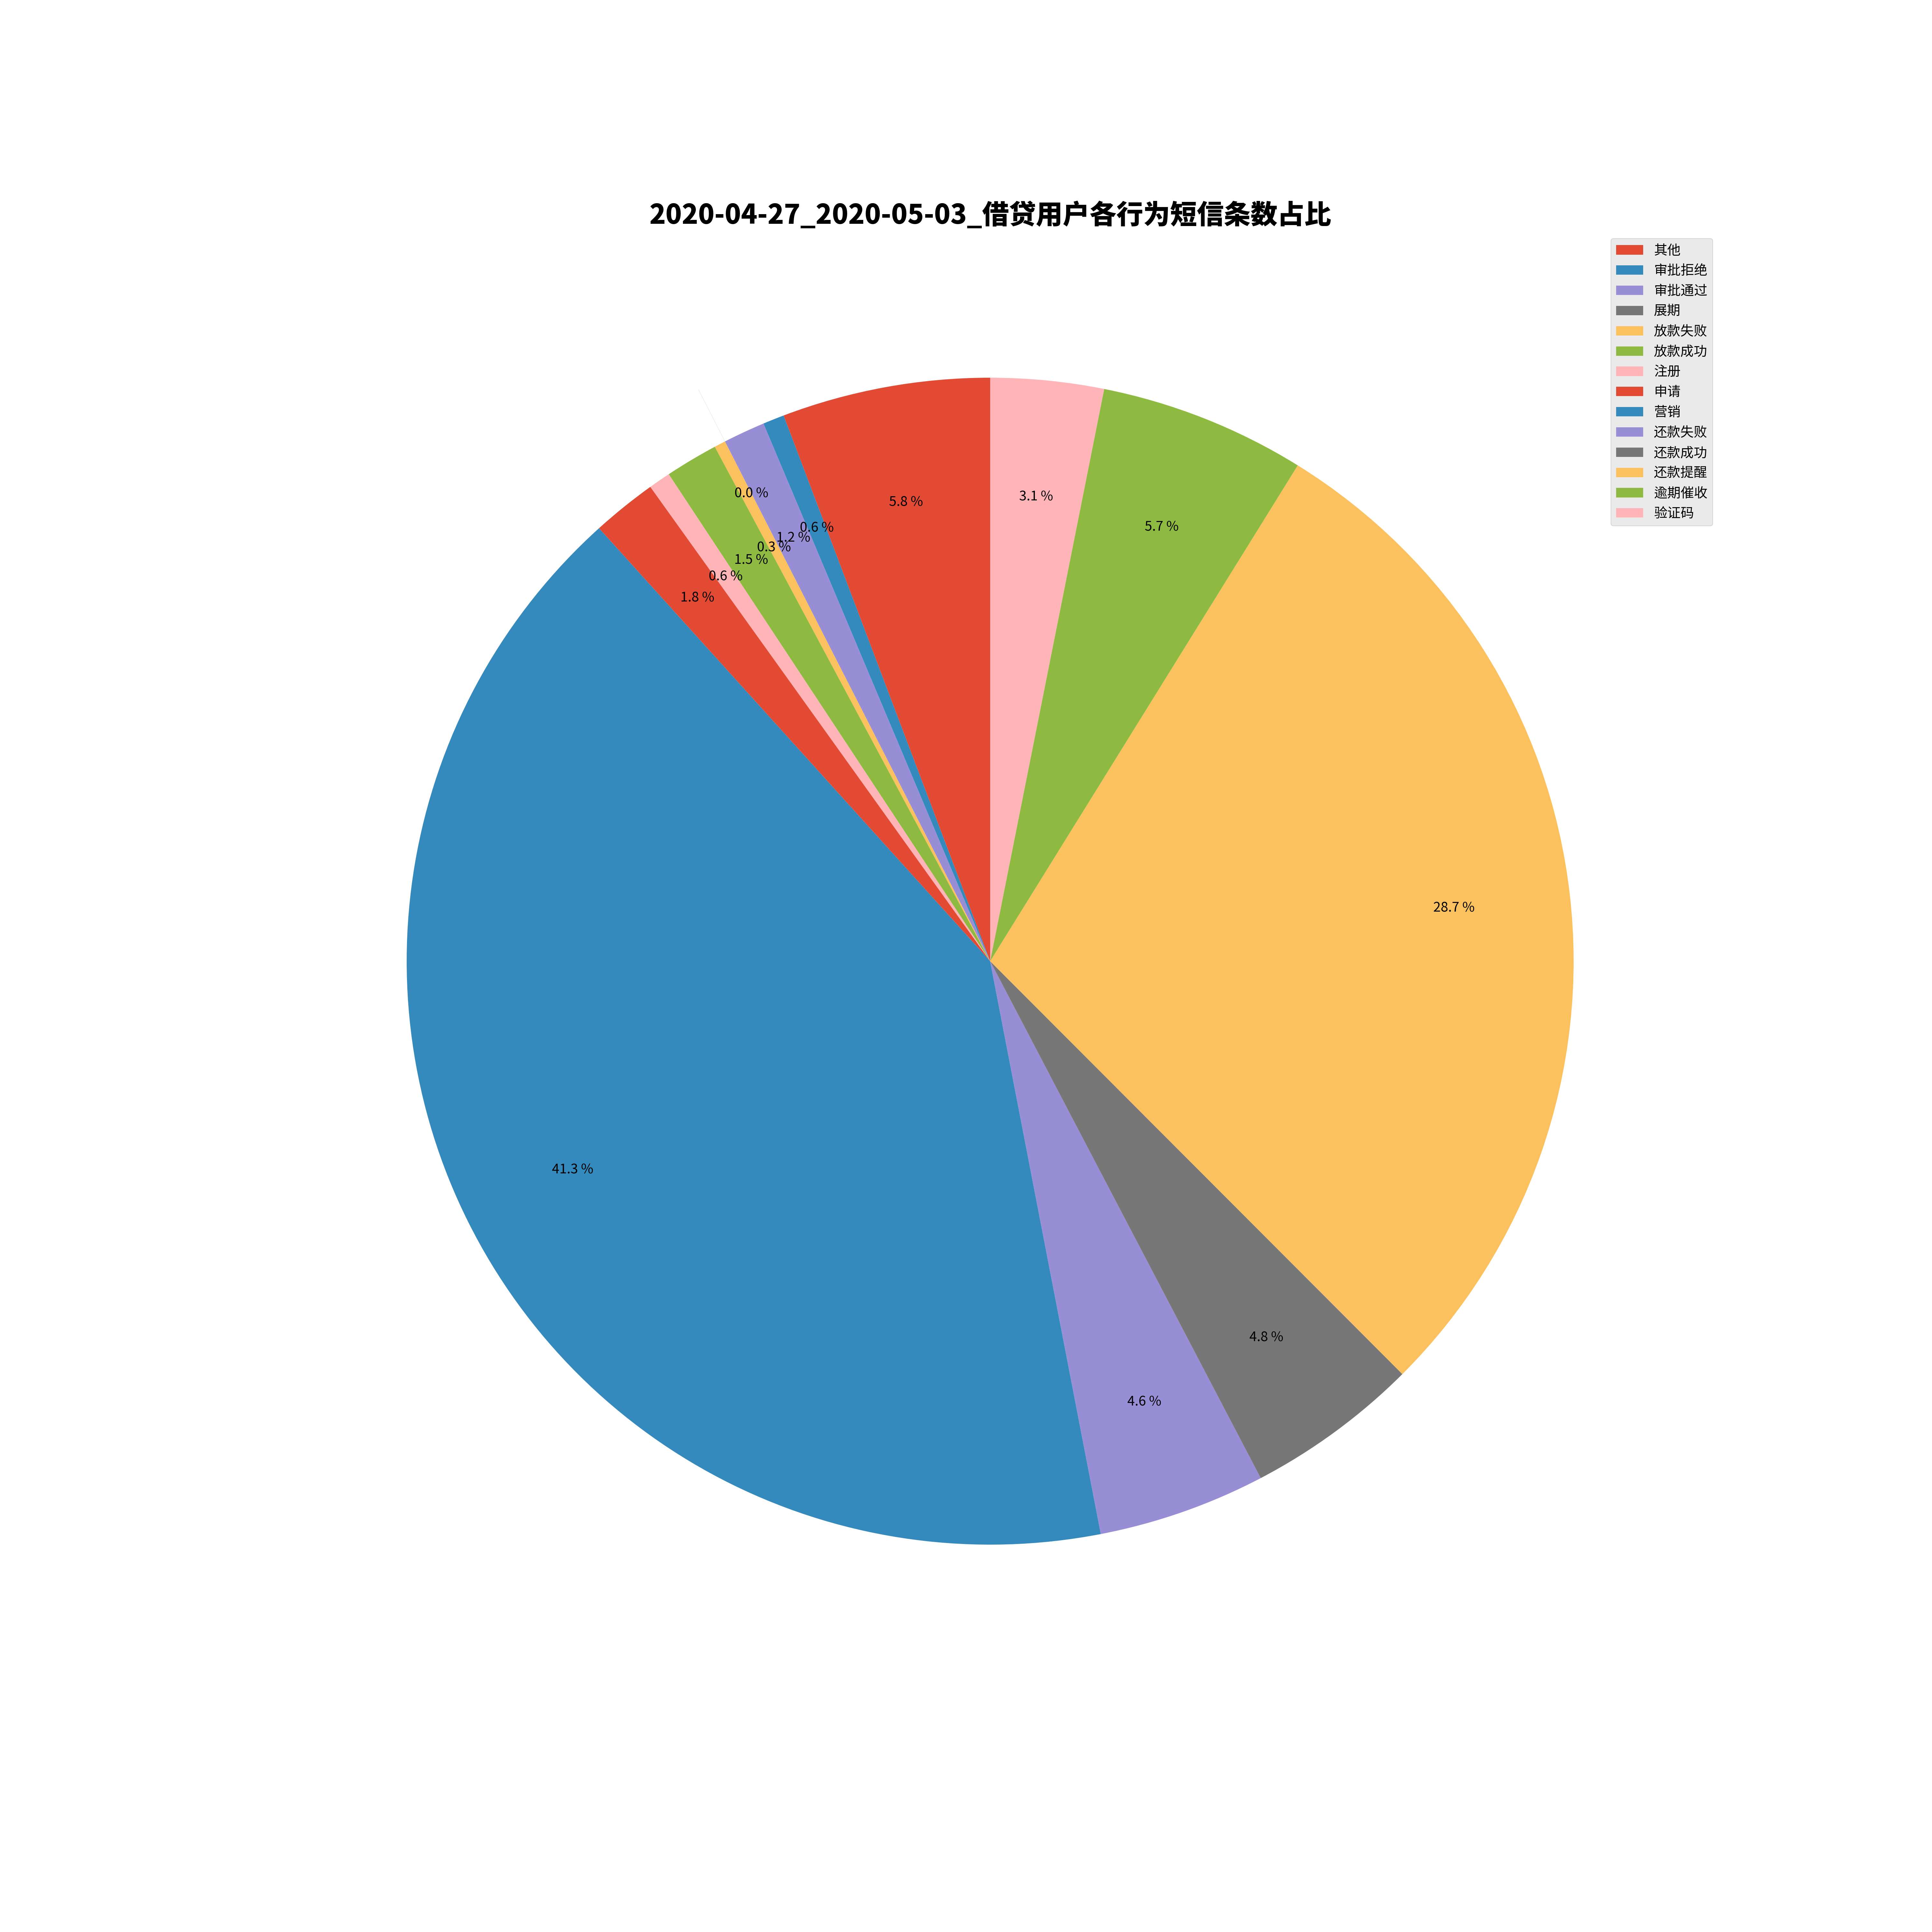 2020-04-27_2020-05-03_借贷用户各行为短信条数占比
其他
审批拒绝
审批通过
展期
放款失败
放款成功
注册
申请
营销
还款失败
还款成功
还款提醒
逾期催收
验证码
0.0 %
5.8 %
3.1 %
0.6 %
5.7 %
1.2 %
0.3 %
1.5 %
0.6 %
1.8 %
28.7 %
41.3 %
4.8 %
4.6 %